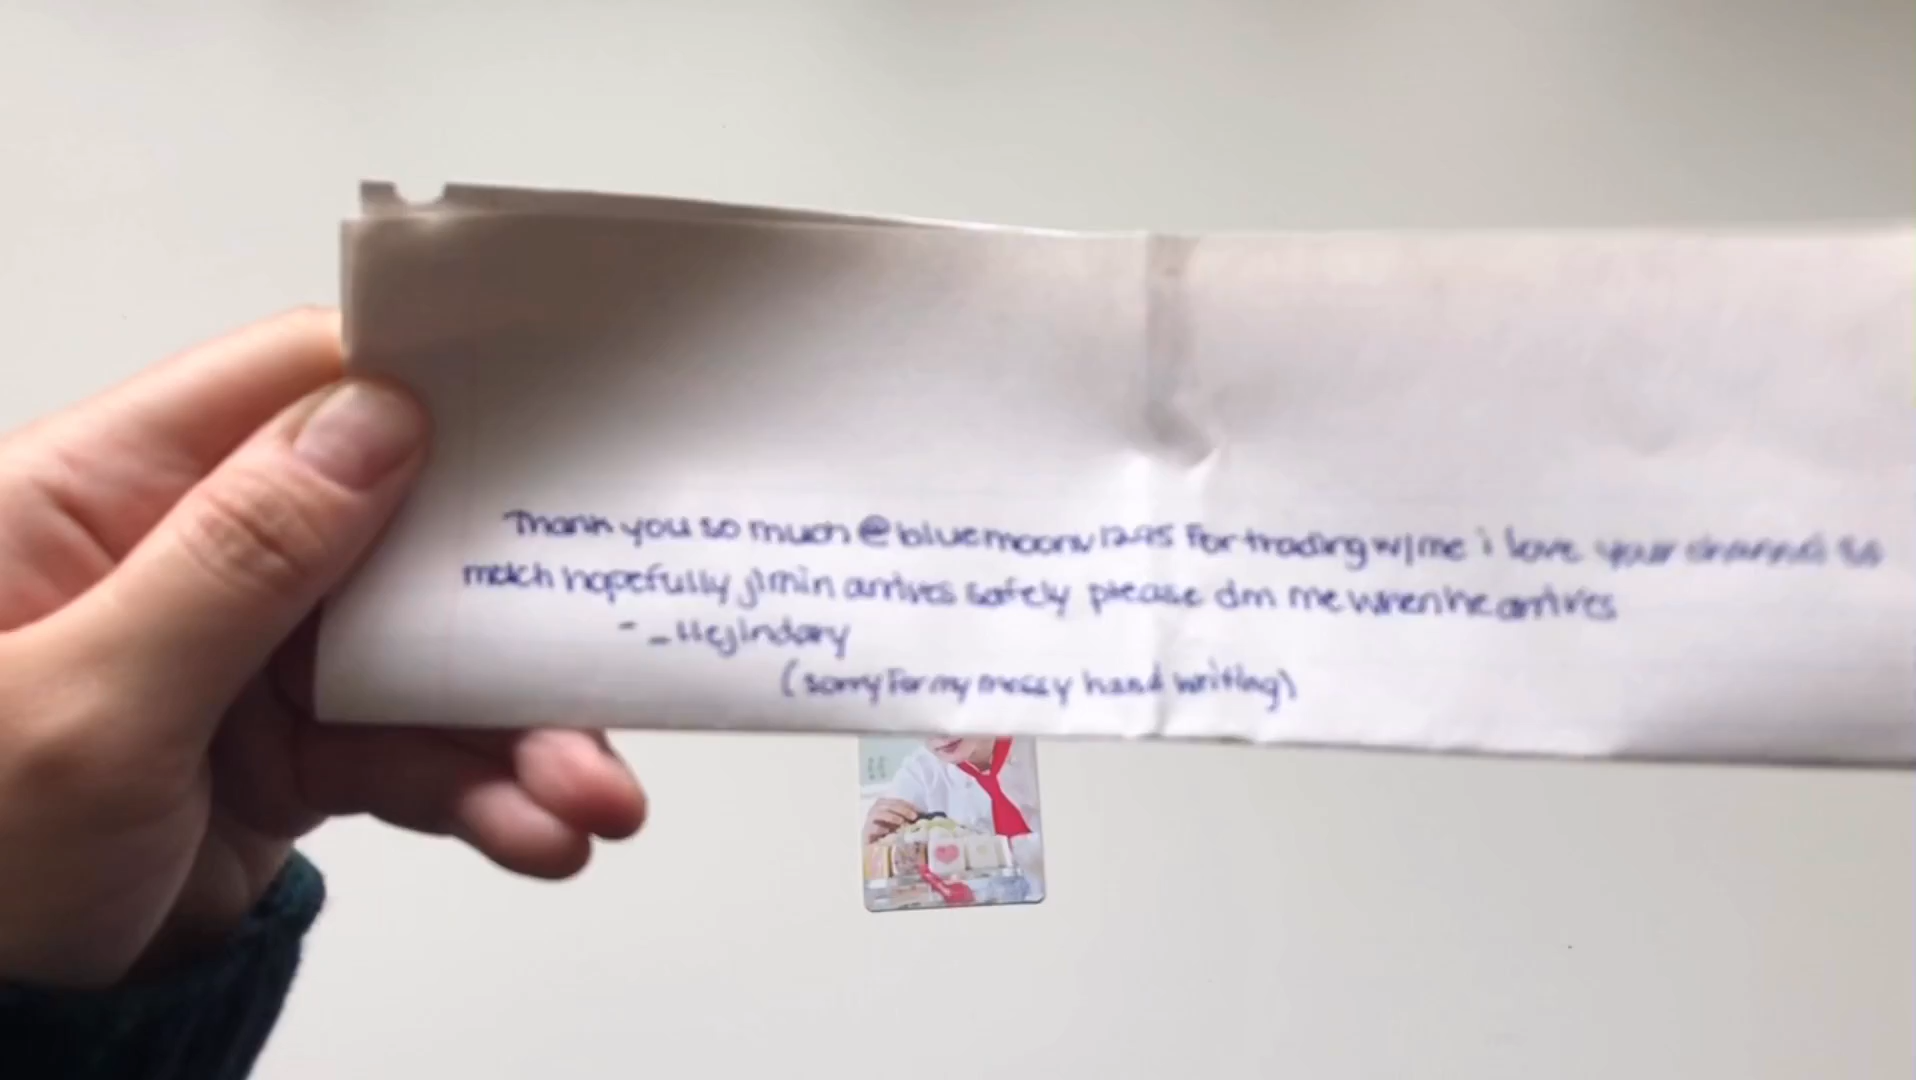 Thank you so much @bluemoonv1295 For trading w/me i love your channel so
much hopefully jimin arrives safely please dm me when he arrives
- _Hejindary
(sorry For my messy hand writing)